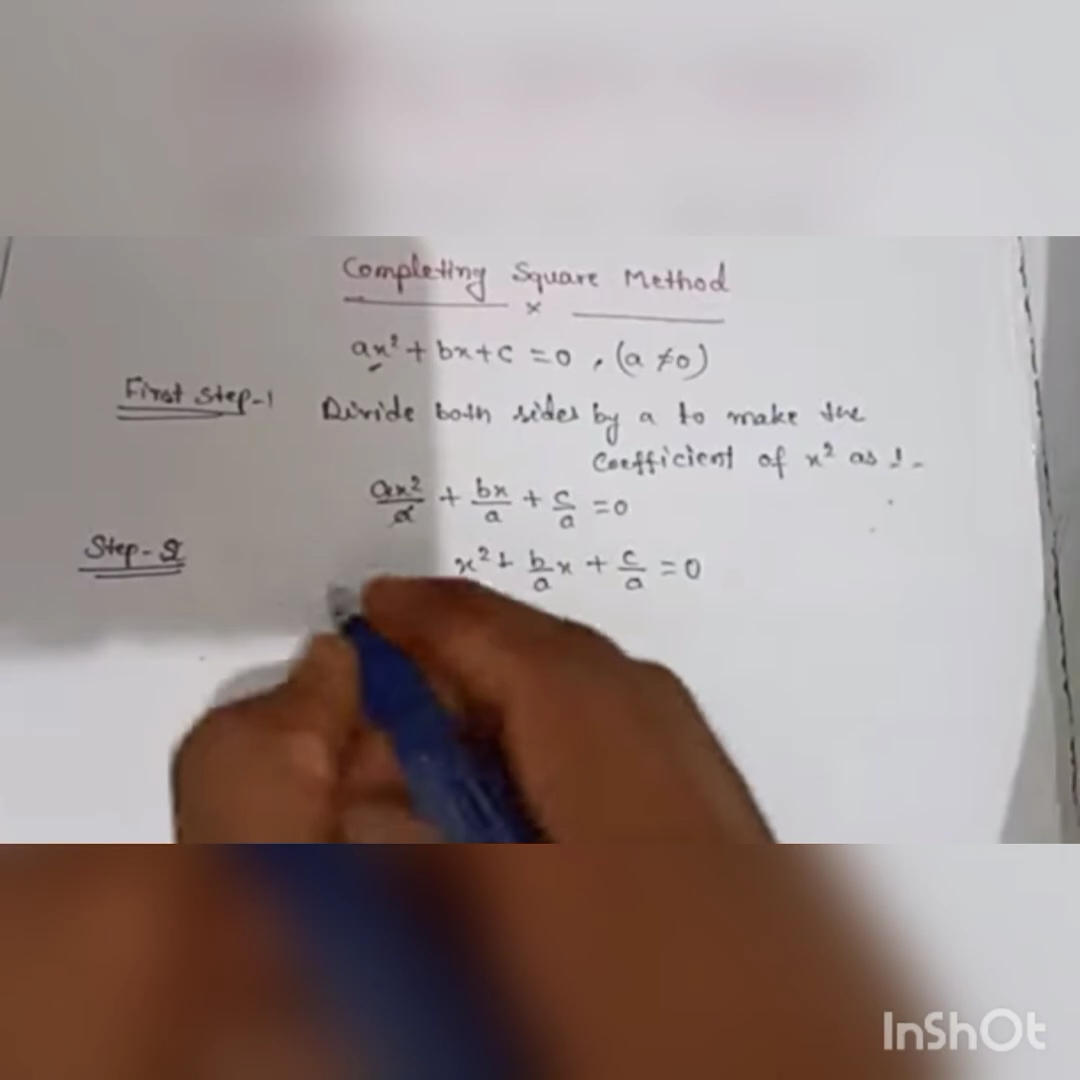 Completing Square Method
×
ax² + bx + c = 0 , (a ≠ 0)
First Step-1 Divide both sides by a to make the
coefficient of x² as 1.
ax²/a + bx/a + c/a = 0
Step-2
x² + b/a x + c/a = 0
InShOt